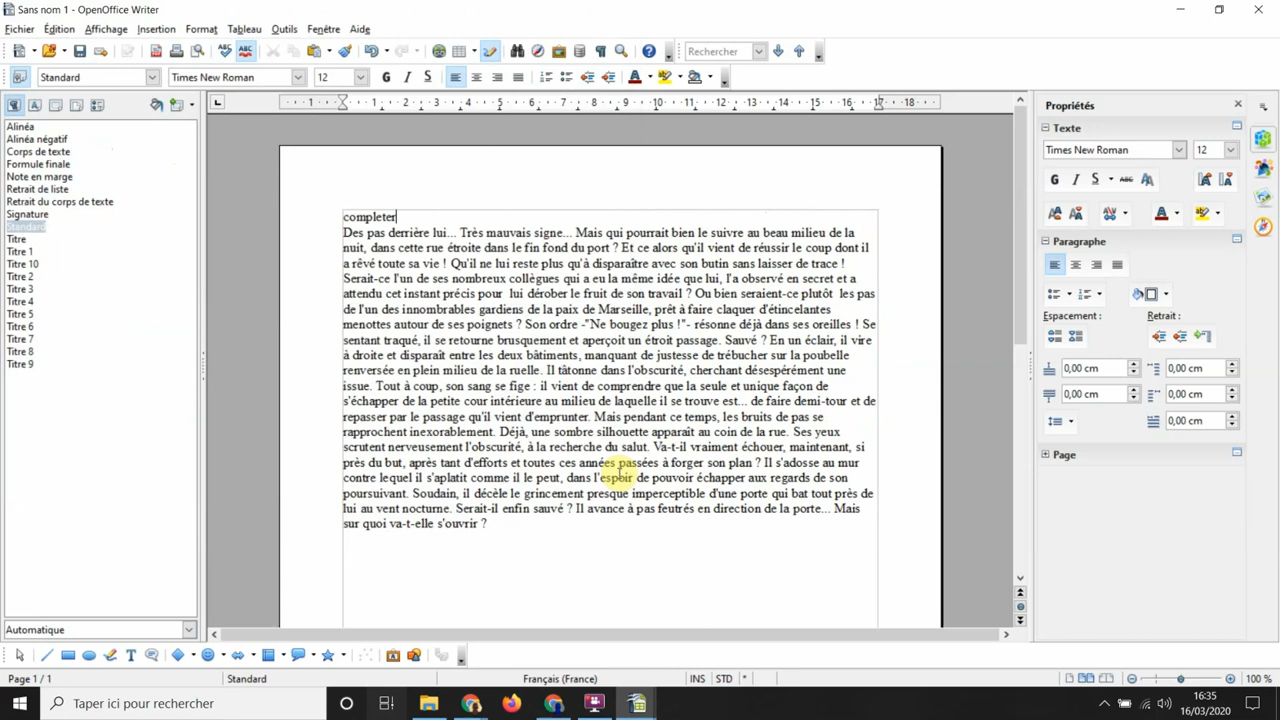 Sans nom 1 - OpenOffice Writer
Fichier Édition Affichage Insertion Format Tableau Outils Fenêtre Aide
Rechercher
Standard Times New Roman 12 G I S
1 1 2 3 4 5 6 7 8 9 10 11 12 13 14 15 16 17 18
Alinéa
Alinéa négatif
Corps de texte
Formule finale
Note en marge
Retrait de liste
Retrait du corps de texte
Signature
Standard
Titre
Titre 1
Titre 10
Titre 2
Titre 3
Titre 4
Titre 5
Titre 6
Titre 7
Titre 8
Titre 9
Automatique
completer
Des pas derrière lui... Très mauvais signe... Mais qui pourrait bien le suivre au beau milieu de la
nuit, dans cette rue étroite dans le fin fond du port ? Et ce alors qu'il vient de réussir le coup dont il
a rêvé toute sa vie ! Qu'il ne lui reste plus qu'à disparaître avec son butin sans laisser de trace !
Serait-ce l'un de ses nombreux collègues qui a eu la même idée que lui, l'a observé en secret et a
attendu cet instant précis pour lui dérober le fruit de son travail ? Ou bien seraient-ce plutôt les pas
de l'un des innombrables gardiens de la paix de Marseille, prêt à faire claquer d'étincelantes
menottes autour de ses poignets ? Son ordre -"Ne bougez plus !"- résonne déjà dans ses oreilles ! Se
sentant traqué, il se retourne brusquement et aperçoit un étroit passage. Sauvé ? En un éclair, il vire
à droite et disparaît entre les deux bâtiments, manquant de justesse de trébucher sur la poubelle
renversée en plein milieu de la ruelle. Il tâtonne dans l'obscurité, cherchant désespérément une
issue. Tout à coup, son sang se fige : il vient de comprendre que la seule et unique façon de
s'échapper de la petite cour intérieure au milieu de laquelle il se trouve est... de faire demi-tour et de
repasser par le passage qu'il vient d'emprunter. Mais pendant ce temps, les bruits de pas se
rapprochent inexorablement. Déjà, une sombre silhouette apparaît au coin de la rue. Ses yeux
scrutent nerveusement l'obscurité, à la recherche du salut. Va-t-il vraiment échouer, maintenant, si
près du but, après tant d'efforts et toutes ces années passées à forger son plan ? Il s'adosse au mur
contre lequel il s'aplatit comme il le peut, dans l'espoir de pouvoir échapper aux regards de son
poursuivant. Soudain, il décèle le grincement presque imperceptible d'une porte qui bat tout près de
lui au vent nocturne. Serait-il enfin sauvé ? Il avance à pas feutrés en direction de la porte... Mais
sur quoi va-t-elle s'ouvrir ?
Propriétés
Texte
Times New Roman 12
G I S ABC
Paragraphe
Espacement : Retrait :
0,00 cm 0,00 cm
0,00 cm 0,00 cm
0,00 cm
Page
Page 1 / 1 Standard Français (France) INS STD * 100 %
Taper ici pour rechercher
16:35
16/03/2020